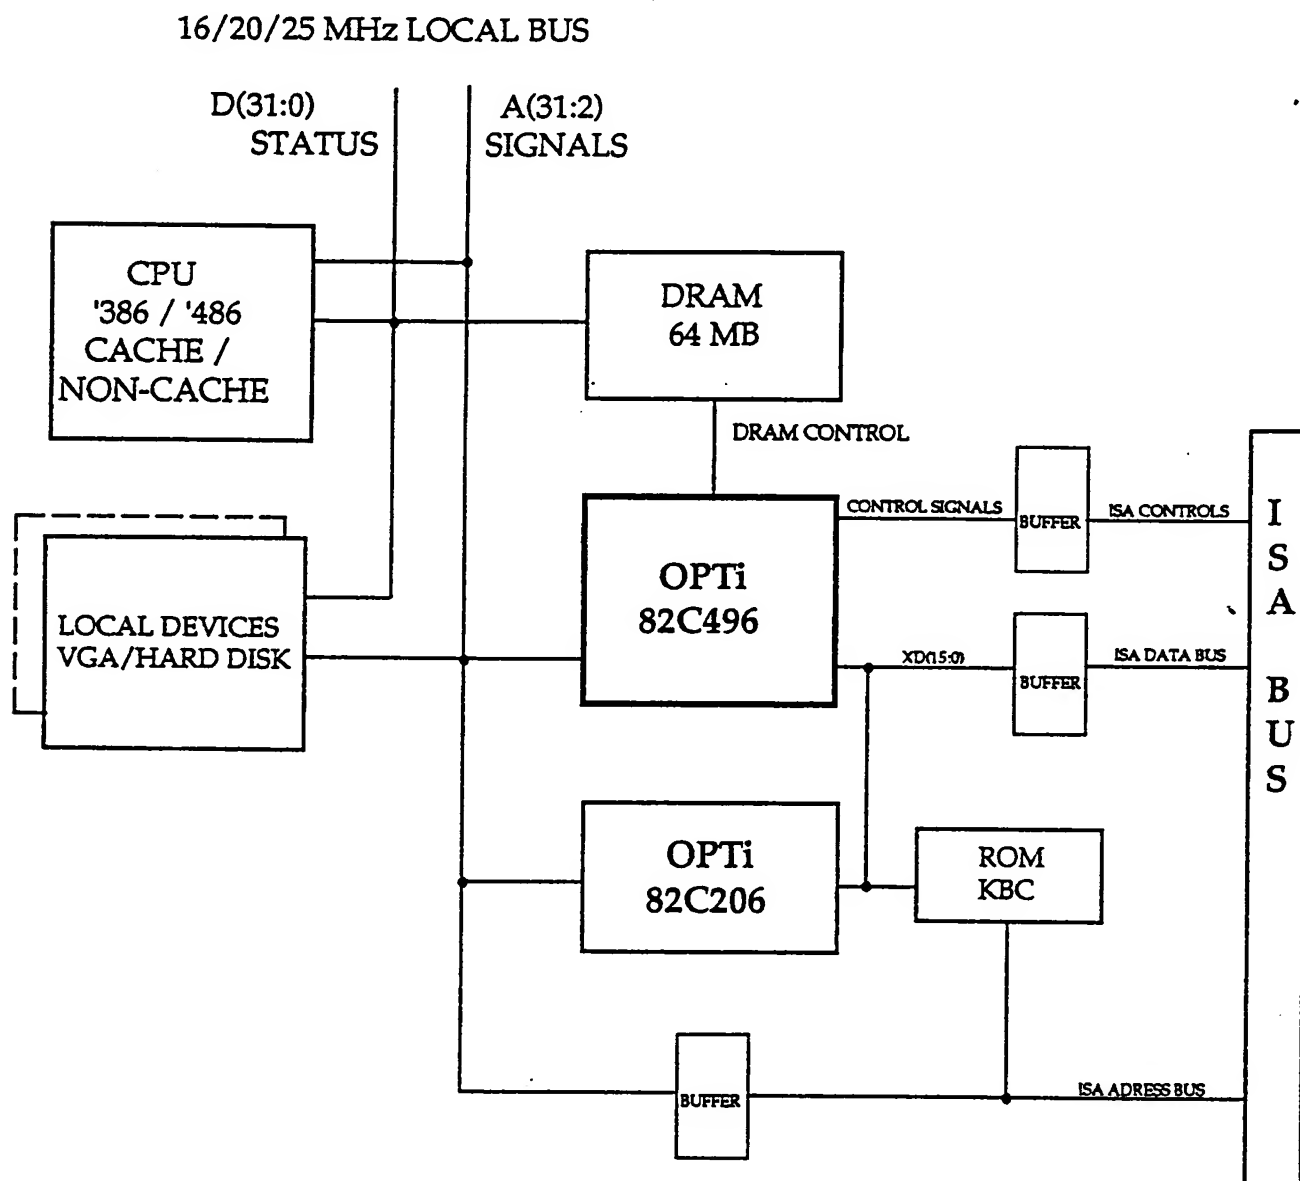 16/20/25 MHz LOCAL BUS
D(31:0)
STATUS
A(31:2)
SIGNALS
CPU
'386 / '486
CACHE /
NON-CACHE
DRAM
64 MB
DRAM CONTROL
LOCAL DEVICES
VGA/HARD DISK
OPTi
82C496
CONTROL SIGNALS
BUFFER
ISA CONTROLS
XD(15:0)
BUFFER
ISA DATA BUS
I
S
A
B
U
S
OPTi
82C206
ROM
KBC
BUFFER
ISA ADRESS BUS